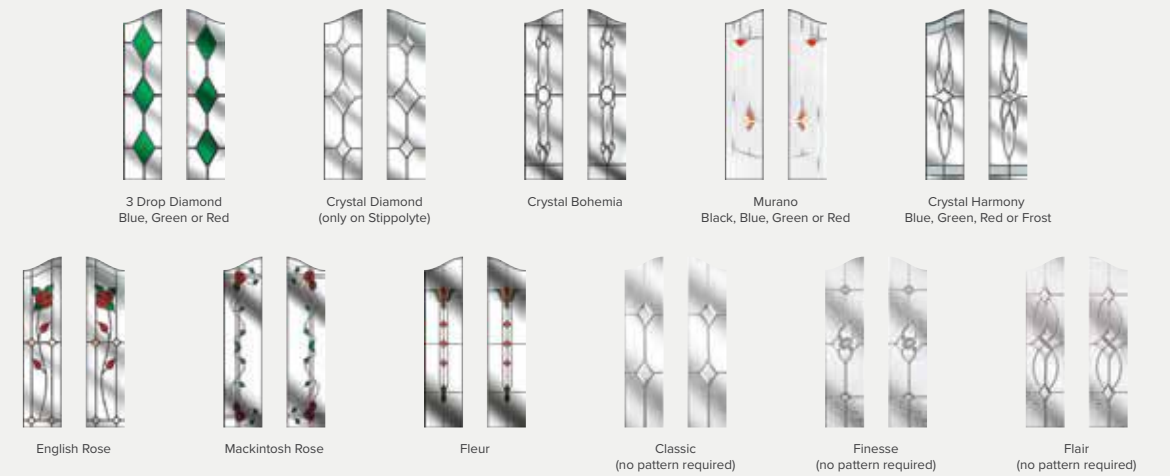 3 Drop Diamond
Blue, Green or Red
Crystal Diamond
(only on Stippolyte)
Crystal Bohemia
Murano
Black, Blue, Green or Red
Crystal Harmony
Blue, Green, Red or Frost
English Rose
Mackintosh Rose
Fleur
Classic
(no pattern required)
Finesse
(no pattern required)
Flair
(no pattern required)